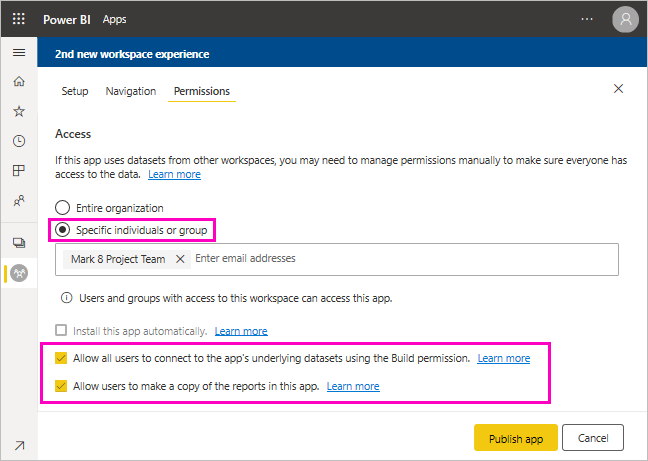 Power BI Apps ...
2nd new workspace experience
Setup Navigation Permissions
Access
If this app uses datasets from other workspaces, you may need to manage permissions manually to make sure everyone has
access to the data. Learn more
Entire organization
Specific individuals or group
Mark 8 Project Team Enter email addresses
Users and groups with access to this workspace can access this app.
Install this app automatically. Learn more
Allow all users to connect to the app's underlying datasets using the Build permission. Learn more
Allow users to make a copy of the reports in this app. Learn more
Publish app Cancel